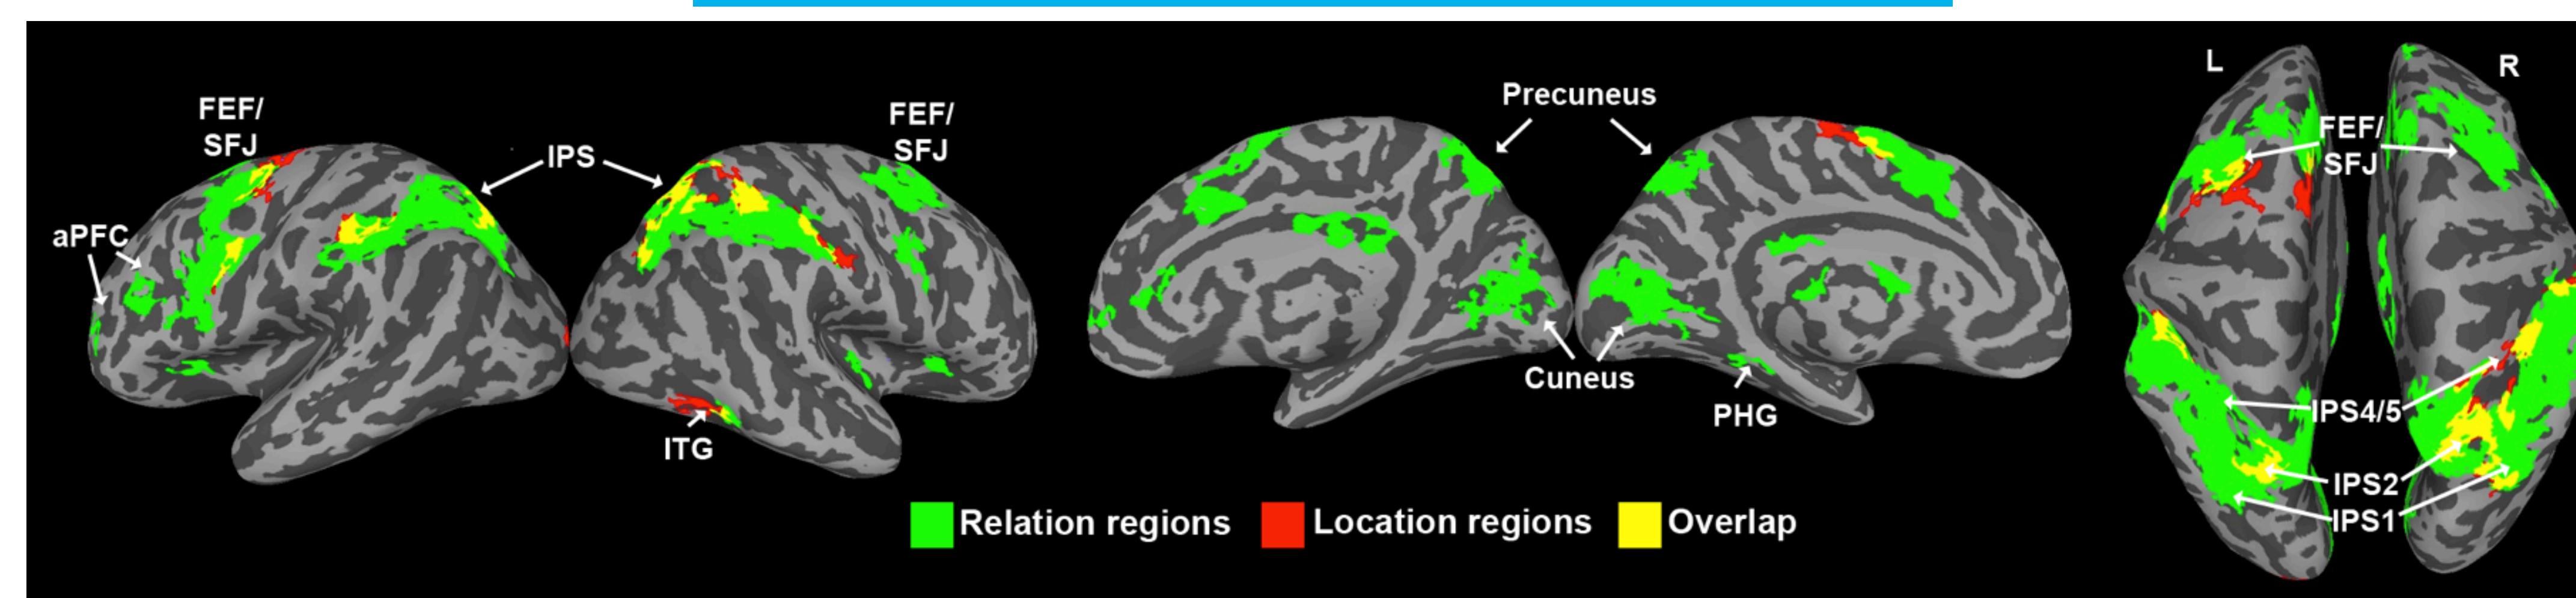 FEF/
SFJ
IPS
FEF/
SFJ
aPFC
ITG
Precuneus
Cuneus
PHG
L
R
FEF/
SFJ
IPS4/5
IPS2
IPS1
Relation regions
Location regions
Overlap